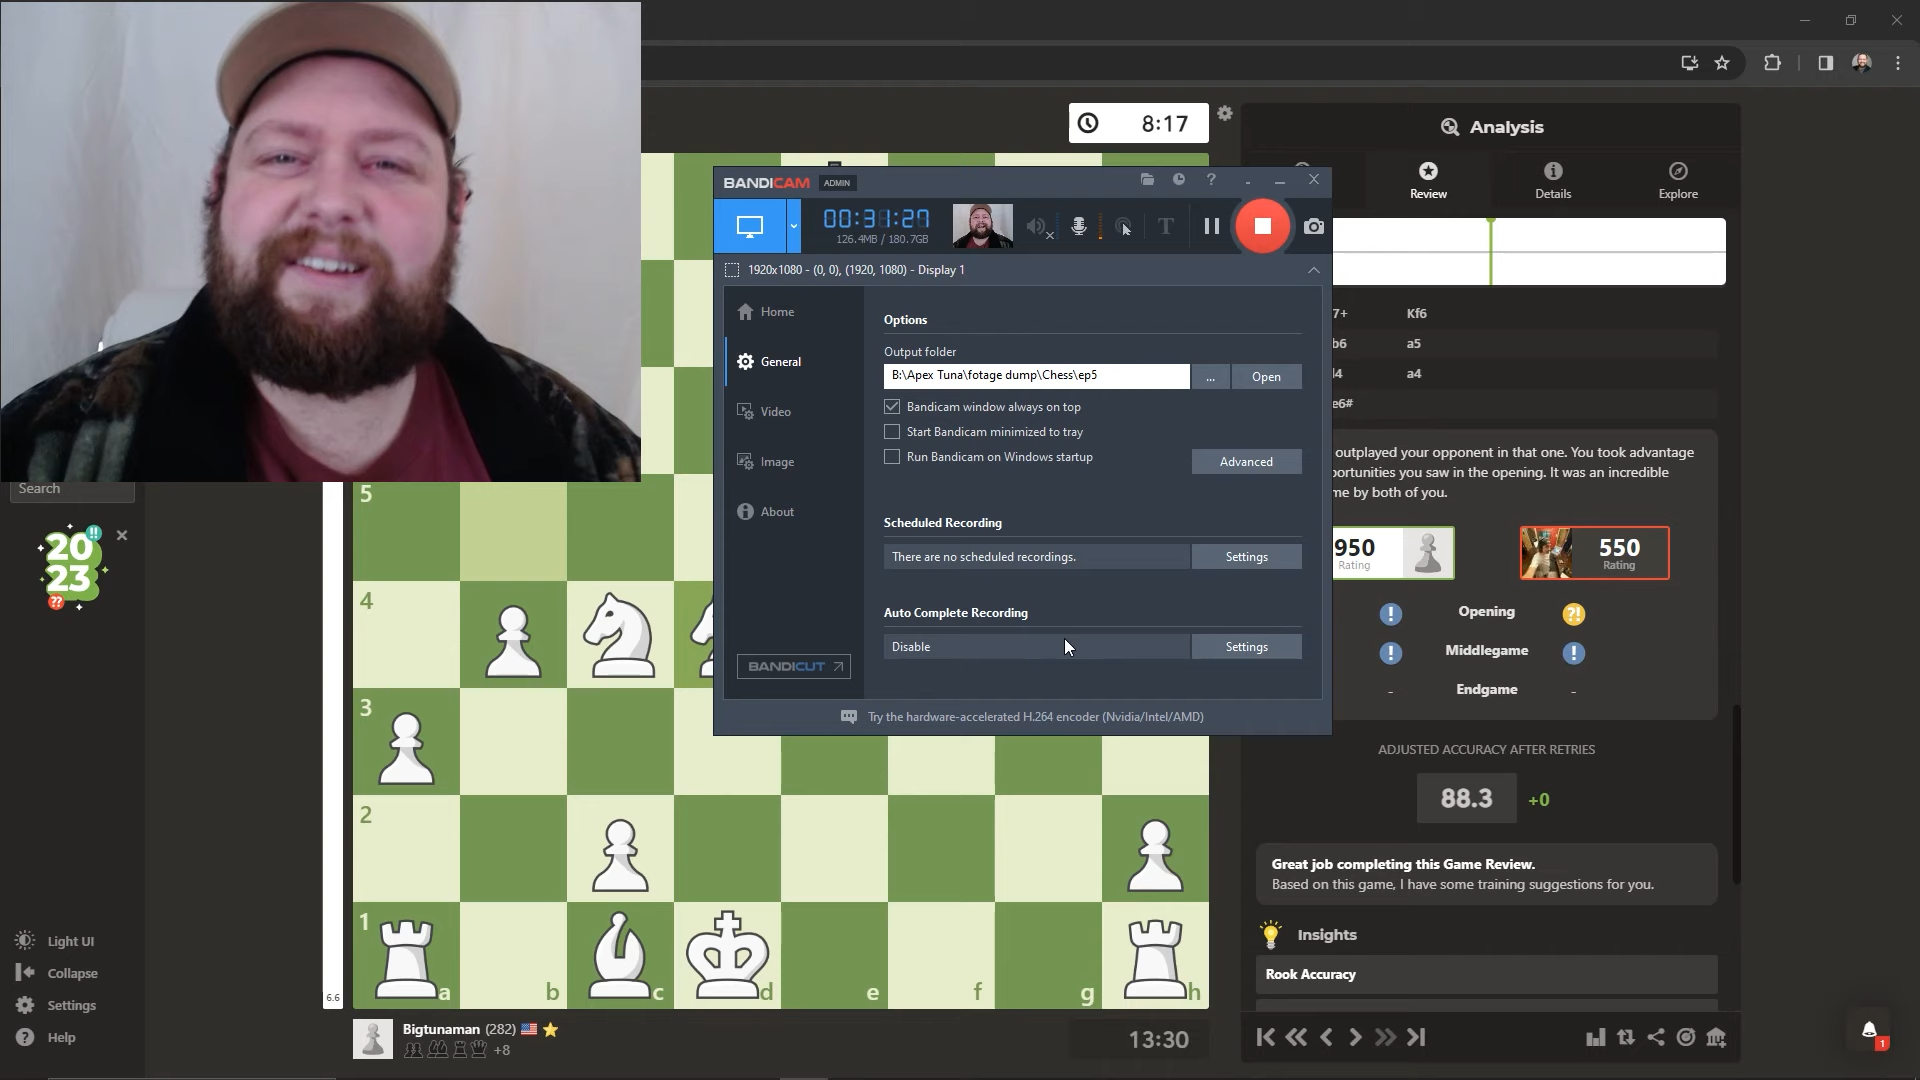 8:17
Analysis
Review
Details
Explore
BANDICAM ADMIN
00:31:27
126.4MB / 180.7GB
1920x1080 - (0, 0), (1920, 1080) - Display 1
Home
General
Video
Image
About
BANDICUT
Options
Output folder
B:\Apex Tuna\fotage dump\Chess\ep5
...
Open
Bandicam window always on top
Start Bandicam minimized to tray
Run Bandicam on Windows startup
Advanced
Scheduled Recording
There are no scheduled recordings.
Settings
Auto Complete Recording
Disable
Settings
Try the hardware-accelerated H.264 encoder (Nvidia/Intel/AMD)
7+ Kf6
b6 a5
a4
e6#
outplayed your opponent in that one. You took advantage
portunities you saw in the opening. It was an incredible
me by both of you.
950
Rating
550
Rating
! Opening ?!
! Middlegame !
- Endgame -
ADJUSTED ACCURACY AFTER RETRIES
88.3 +0
Great job completing this Game Review.
Based on this game, I have some training suggestions for you.
Insights
Rook Accuracy
Search
2023
!!
??
Light UI
Collapse
Settings
Help
5
4
3
2
1
a b c d e f g h
6.6
Bigtunaman (282)
+8
13:30
1